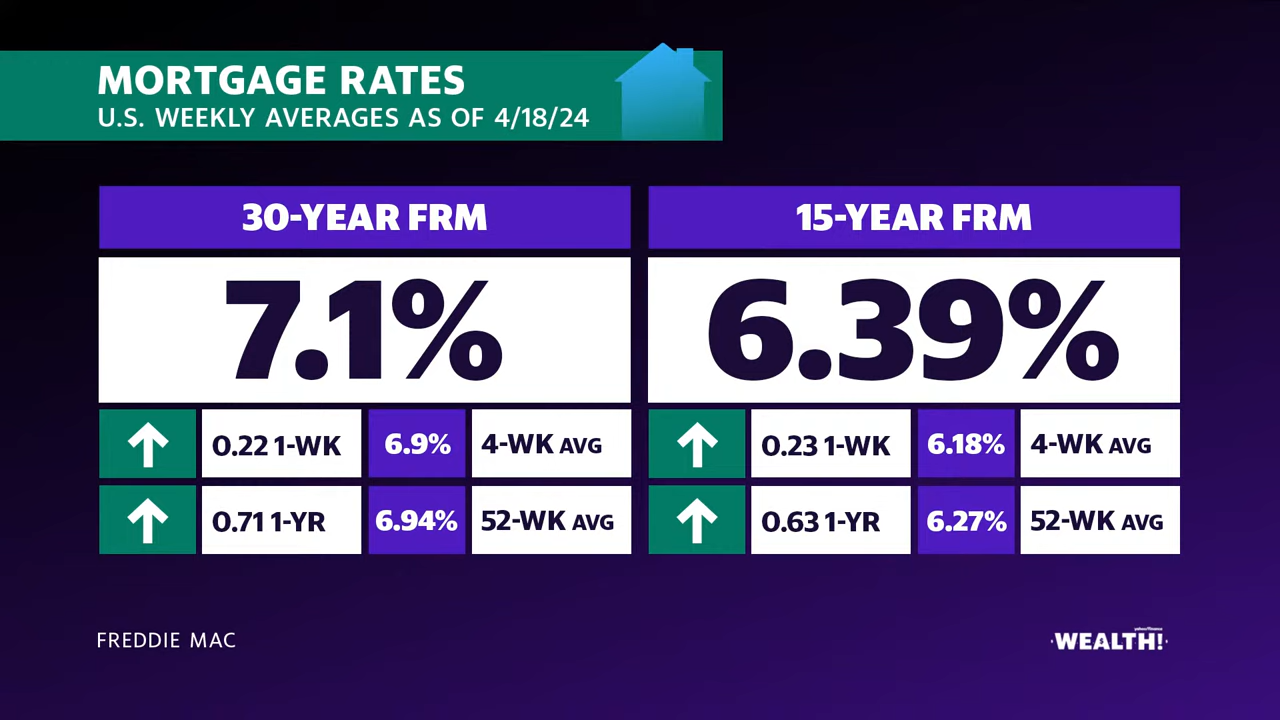 MORTGAGE RATES
U.S. WEEKLY AVERAGES AS OF 4/18/24
30-YEAR FRM
7.1%
0.22 1-WK
6.9%
4-WK AVG
0.71 1-YR
6.94%
52-WK AVG
15-YEAR FRM
6.39%
0.23 1-WK
6.18%
4-WK AVG
0.63 1-YR
6.27%
52-WK AVG
FREDDIE MAC
yahoo!finance
WEALTH!